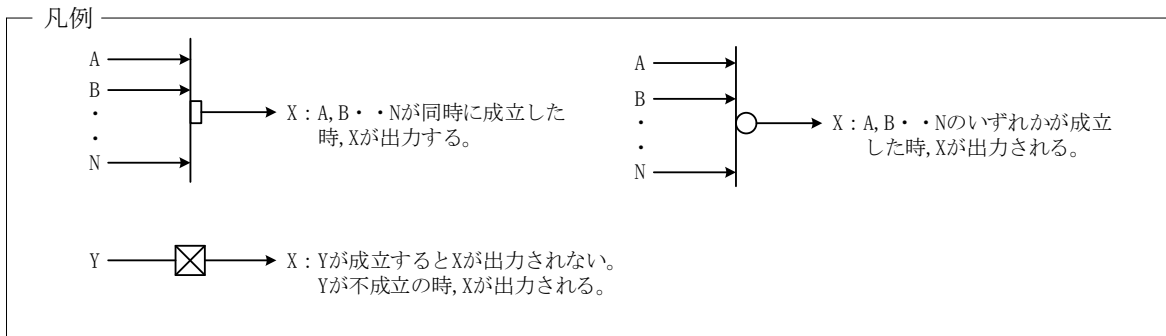 凡例
A
B
・
・
N
X：A,B・・Nが同時に成立した
時,Xが出力する。
A
B
・
・
N
X：A,B・・Nのいずれかが成立
した時,Xが出力される。
Y
X：Yが成立するとXが出力されない。
Yが不成立の時,Xが出力される。